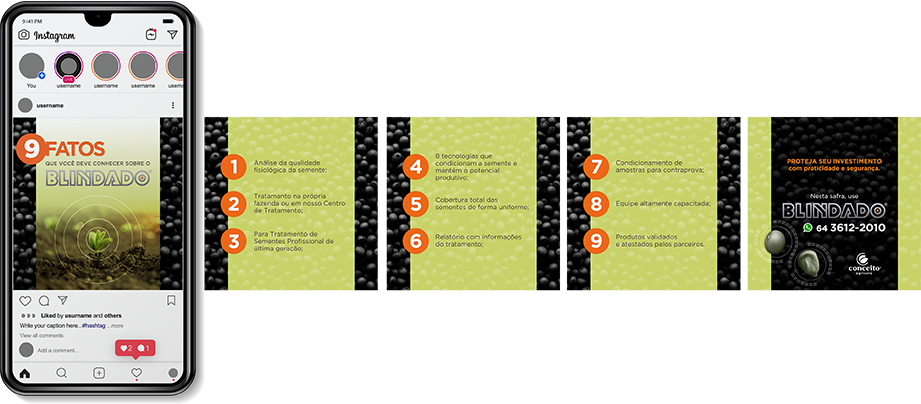 9:41 PM
Instagram
You
LIVE
username
username
username
usern
username
9 FATOS
QUE VOCÊ DEVE CONHECER SOBRE O
BLINDADO
Liked by usurname and others
Write your caption here...#hashtag ...more
View all comments
Add a comment...
2 1
1
Análise da qualidade
fisiológica da semente;
2
Tratamento na própria
fazenda ou em nosso Centro
de Tratamento;
3
Para Tratamento de
Sementes Profissional de
última geração;
4
8 tecnologias que
condicionam a semente e
mantém o potencial
produtivo;
5
Cobertura total das
sementes de forma uniforme;
6
Relatório com informações
do tratamento;
7
Condicionamento de
amostras para contraprova;
8
Equipe altamente capacitada;
9
Produtos validados
e atestados pelos parceiros.
PROTEJA SEU INVESTIMENTO
com praticidade e segurança.
Nesta safra, use
BLINDADO
64 3612-2010
conceito
agrícola